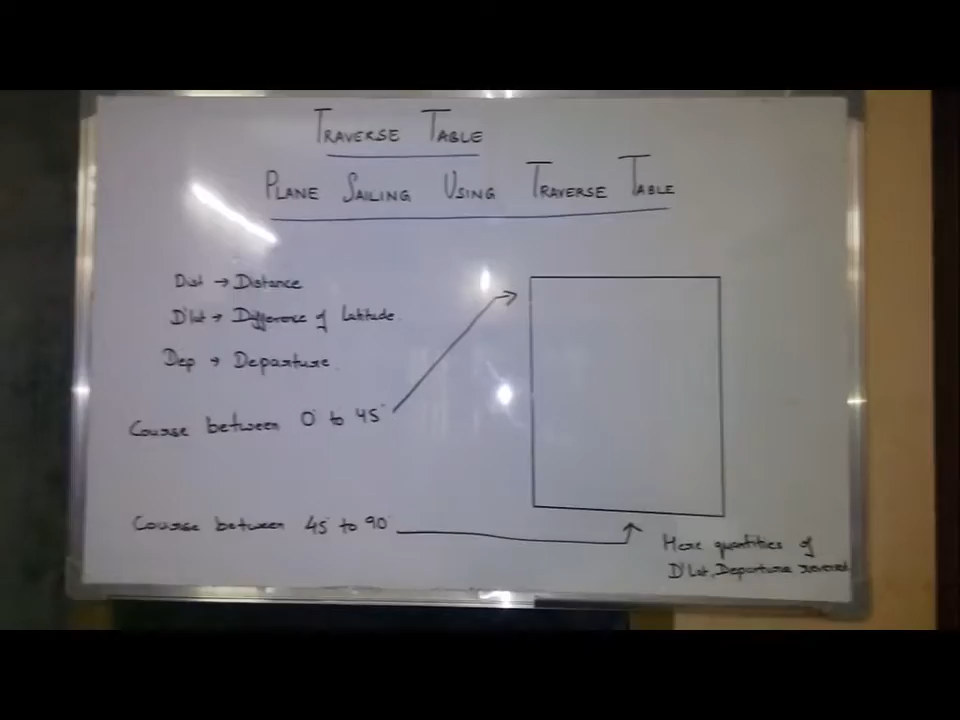 TRAVERSE TABLE
PLANE SAILING USING TRAVERSE TABLE
Dist → Distance
D'lat → Difference of latitude.
Dep → Departure.
Course between 0° to 45°
Course between 45° to 90°
Here quantities of
D'Lat, Departure reversed